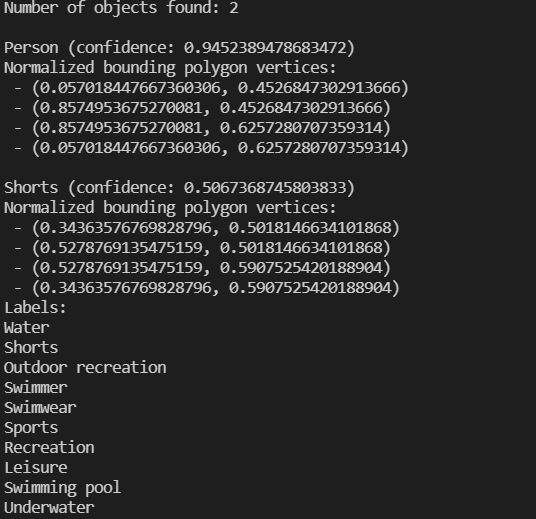 Number of objects found: 2
Person (confidence: 0.9452389478683472)
Normalized bounding polygon vertices:
- (0.057018447667360306, 0.4526847302913666)
- (0.8574953675270081, 0.4526847302913666)
- (0.8574953675270081, 0.6257280707359314)
- (0.057018447667360306, 0.6257280707359314)
Shorts (confidence: 0.5067368745803833)
Normalized bounding polygon vertices:
- (0.34363576769828796, 0.5018146634101868)
- (0.5278769135475159, 0.5018146634101868)
- (0.5278769135475159, 0.5907525420188904)
- (0.34363576769828796, 0.5907525420188904)
Labels:
Water
Shorts
Outdoor recreation
Swimmer
Swimwear
Sports
Recreation
Leisure
Swimming pool
Underwater